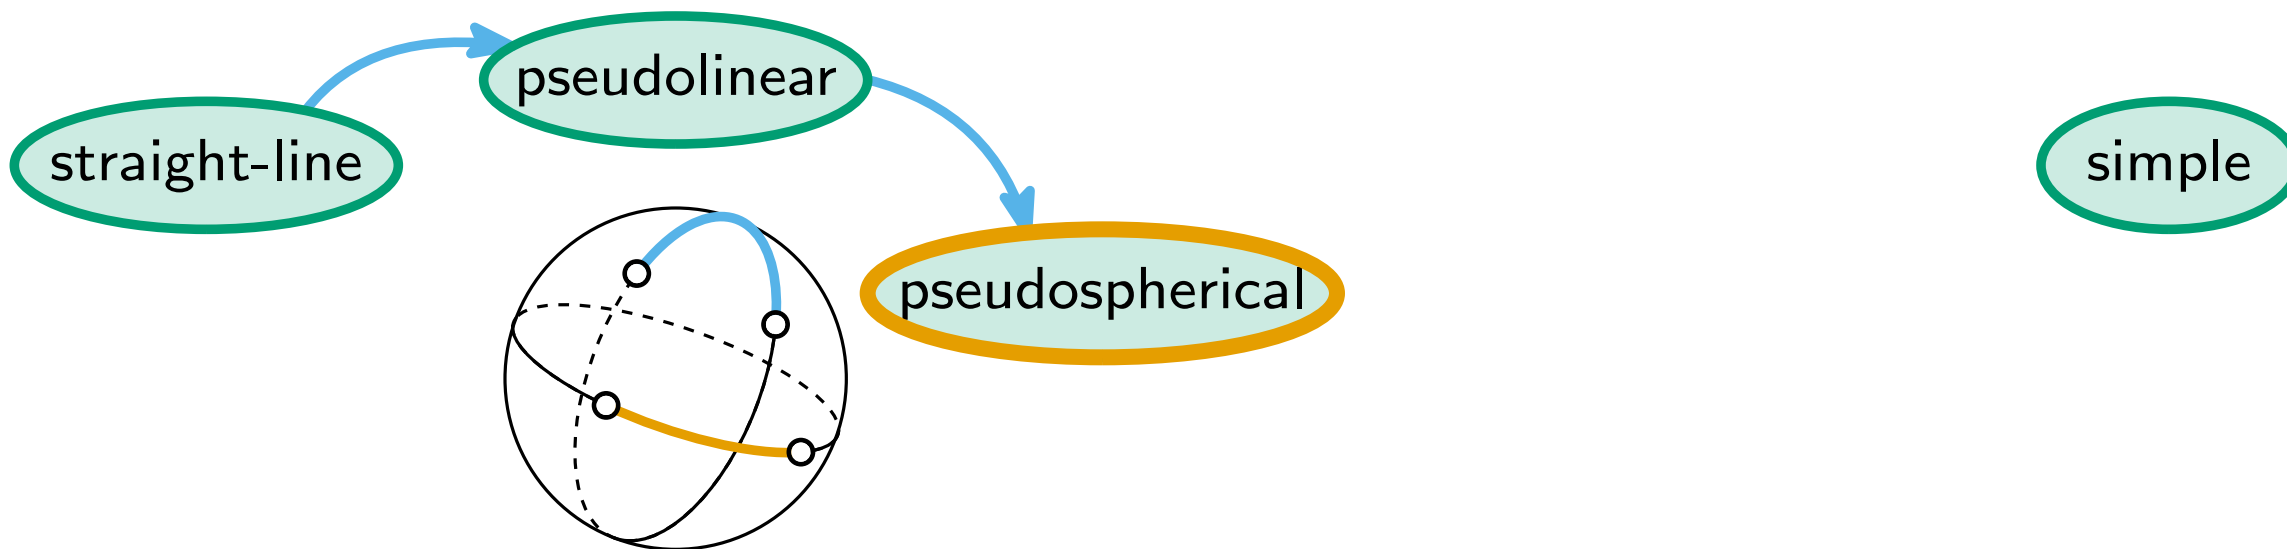 straight-line
pseudolinear
pseudospherical
simple